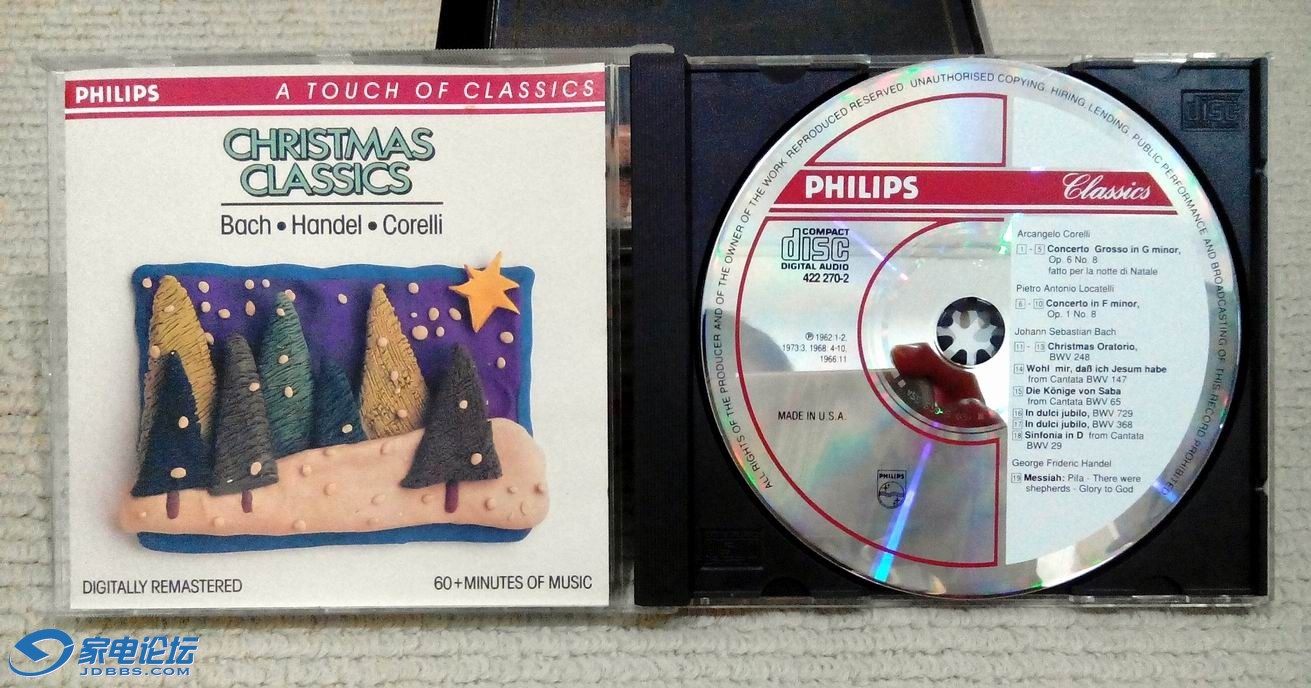 PHILIPS
A TOUCH OF CLASSICS
CHRISTMAS
CLASSICS
Bach • Handel • Corelli
DIGITALLY REMASTERED
60+MINUTES OF MUSIC
ALL RIGHTS OF THE PRODUCER AND OF THE OWNER OF THE WORK REPRODUCED RESERVED. UNAUTHORISED COPYING, HIRING, LENDING, PUBLIC PERFORMANCE AND BROADCASTING OF THIS RECORD PROHIBITED
PHILIPS
Classics
COMPACT
disc
DIGITAL AUDIO
422 270-2
℗ 1962 1-2,
1973:3, 1968: 4-10,
1966:11
MADE IN U.S.A.
PHILIPS
Arcangelo Corelli
1 - 5 Concerto Grosso in G minor,
Op. 6 No. 8
fatto per la notte di Natale
Pietro Antonio Locatelli
6 - 10 Concerto in F minor,
Op. 1 No. 8
Johann Sebastian Bach
11 - 13 Christmas Oratorio,
BWV 248
14 Wohl mir, daß ich Jesum habe
from Cantata BWV 147
15 Die Könige von Saba
from Cantata BWV 65
16 In dulci jubilo, BWV 729
17 In dulci jubilo, BWV 368
18 Sinfonia in D from Cantata
BWV 29
George Frideric Handel
19 Messiah: Pifa - There were
shepherds - Glory to God
disc
家电论坛
JDBBS.COM